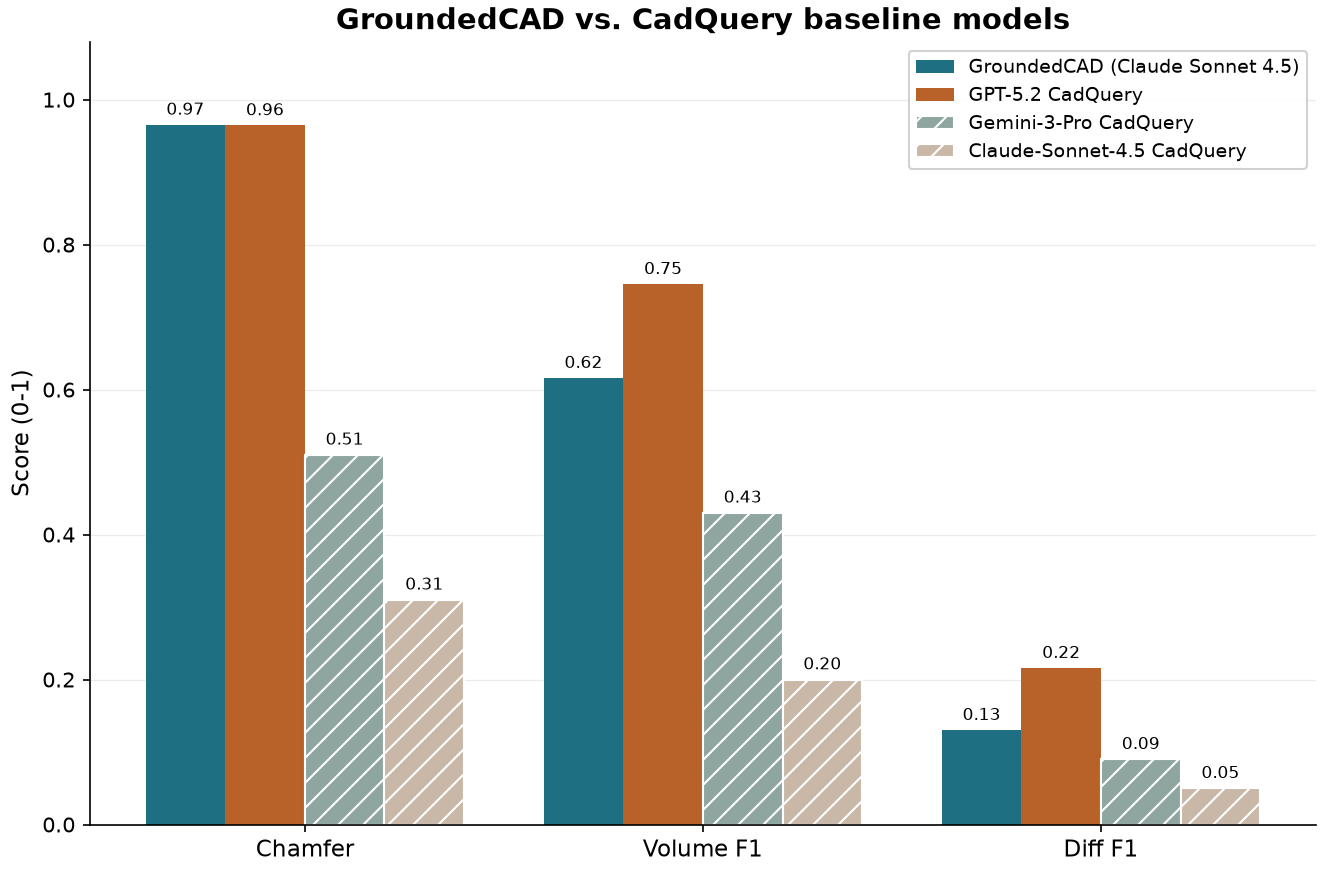 GroundedCAD vs. CadQuery baseline models
GroundedCAD (Claude Sonnet 4.5)
GPT-5.2 CadQuery
Gemini-3-Pro CadQuery
Claude-Sonnet-4.5 CadQuery
Score (0-1)
1.0
0.8
0.6
0.4
0.2
0.0
0.97
0.96
0.51
0.31
0.62
0.75
0.43
0.20
0.13
0.22
0.09
0.05
Chamfer
Volume F1
Diff F1